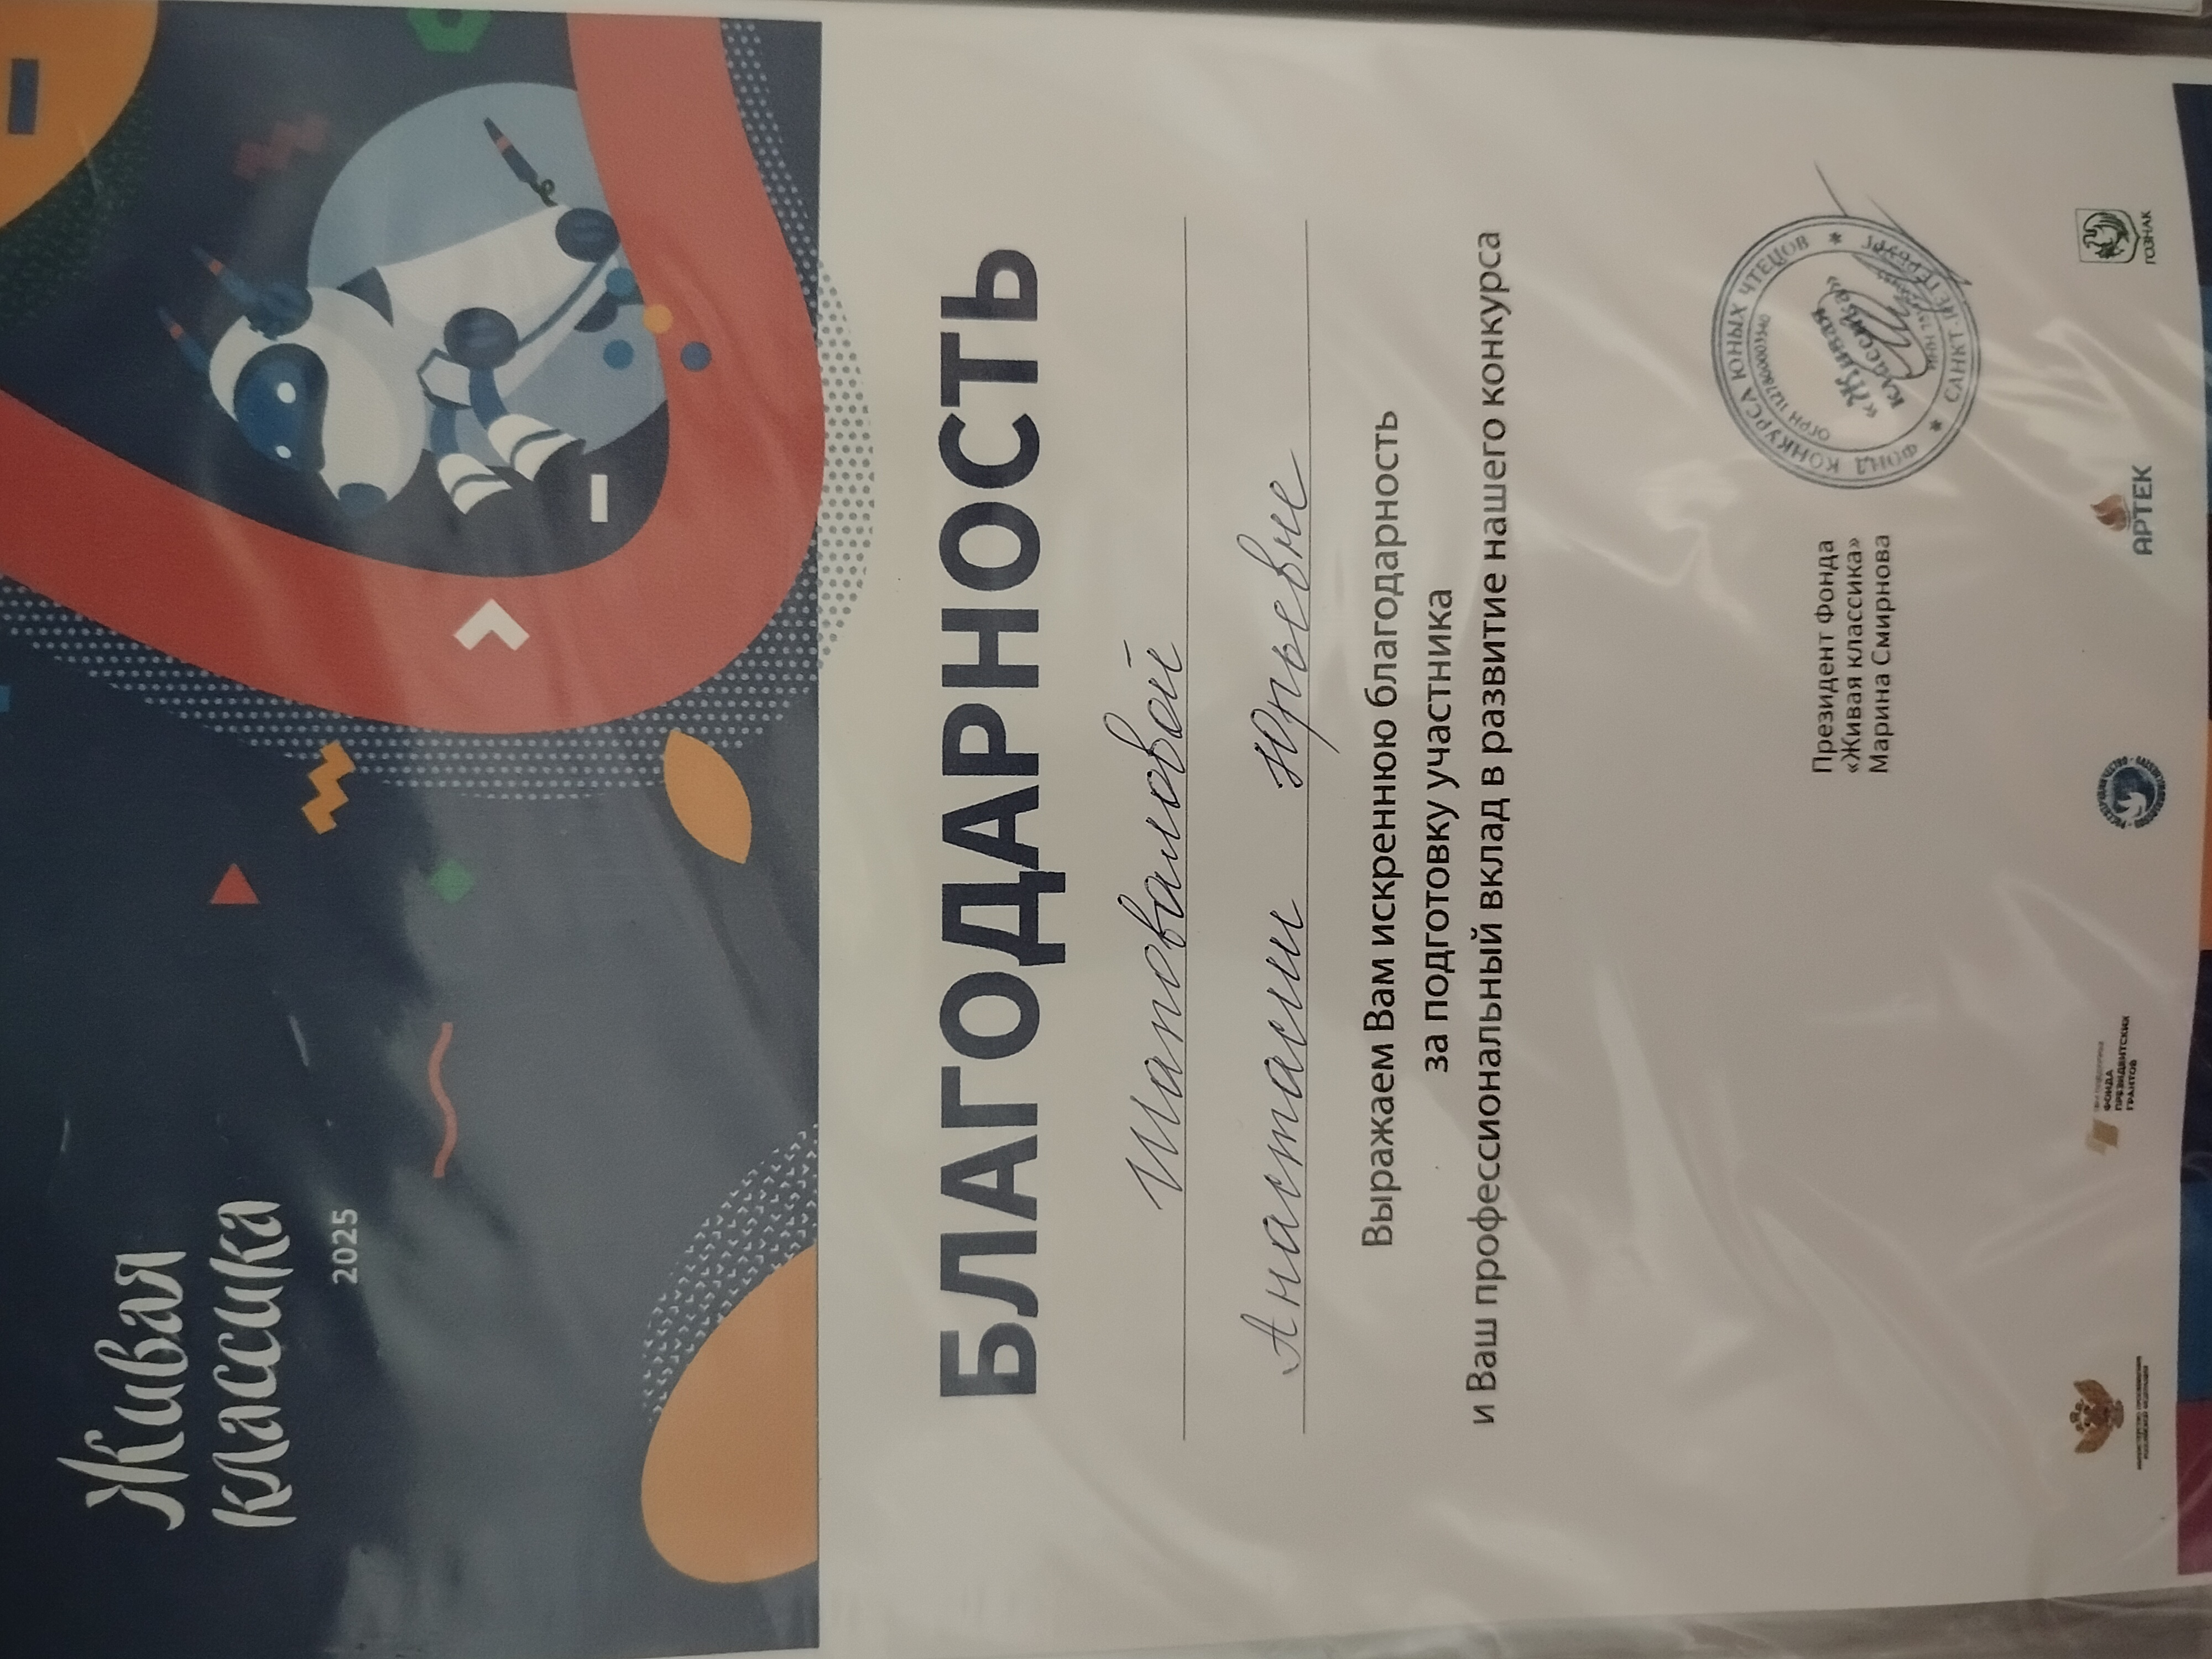 Живая
классика
2025
БЛАГОДАРНОСТЬ
Шаповаловой
Анастасии Юрьевне
Выражаем Вам искреннюю благодарность
за подготовку участника
и Ваш профессиональный вклад в развитие нашего конкурса
Президент Фонда
«Живая классика»
Марина Смирнова
ФОНД КОНКУРСА ЮНЫХ ЧТЕЦОВ
САНКТ-ПЕТЕРБУРГ
«Живая
классика»
ФОНДА
ПРЕЗИДЕНТСКИХ
ГРАНТОВ
АРТЕК
ГОЗНАК